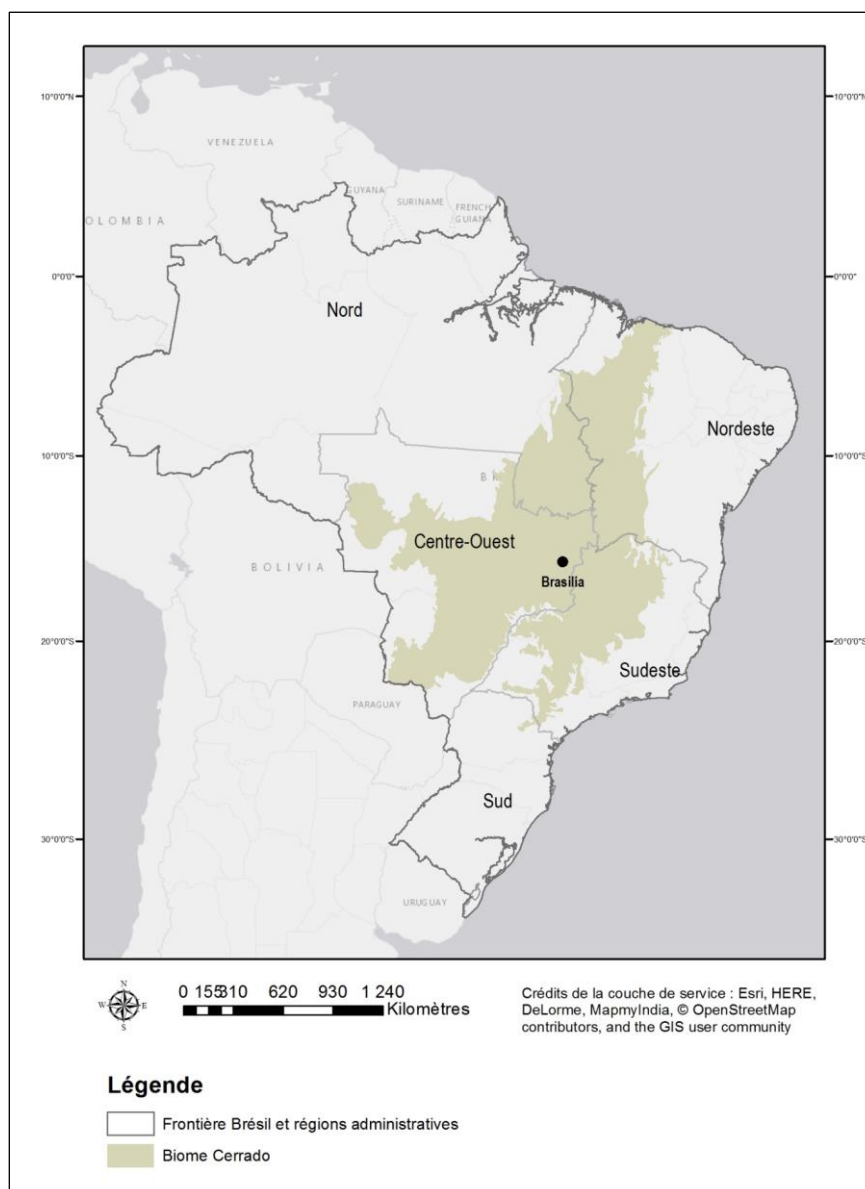 10°0'0"N
10°0'0"N
VENEZUELA
GUYANA
SURINAME
FRENCH
GUIANA
OLOMBIA
0°0'0"
0°0'0"
Nord
Nordeste
10°0'0"S
10°0'0"S
BR
Centre-Ouest
BOLIVIA
Brasilia
20°0'0"S
20°0'0"S
Sudeste
PARAGUAY
Sud
30°0'0"S
30°0'0"S
URUGUAY
N
W
E
S
0 155310 620 930 1 240
Kilomètres
Crédits de la couche de service : Esri, HERE,
DeLorme, MapmyIndia, © OpenStreetMap
contributors, and the GIS user community
Légende
Frontière Brésil et régions administratives
Biome Cerrado